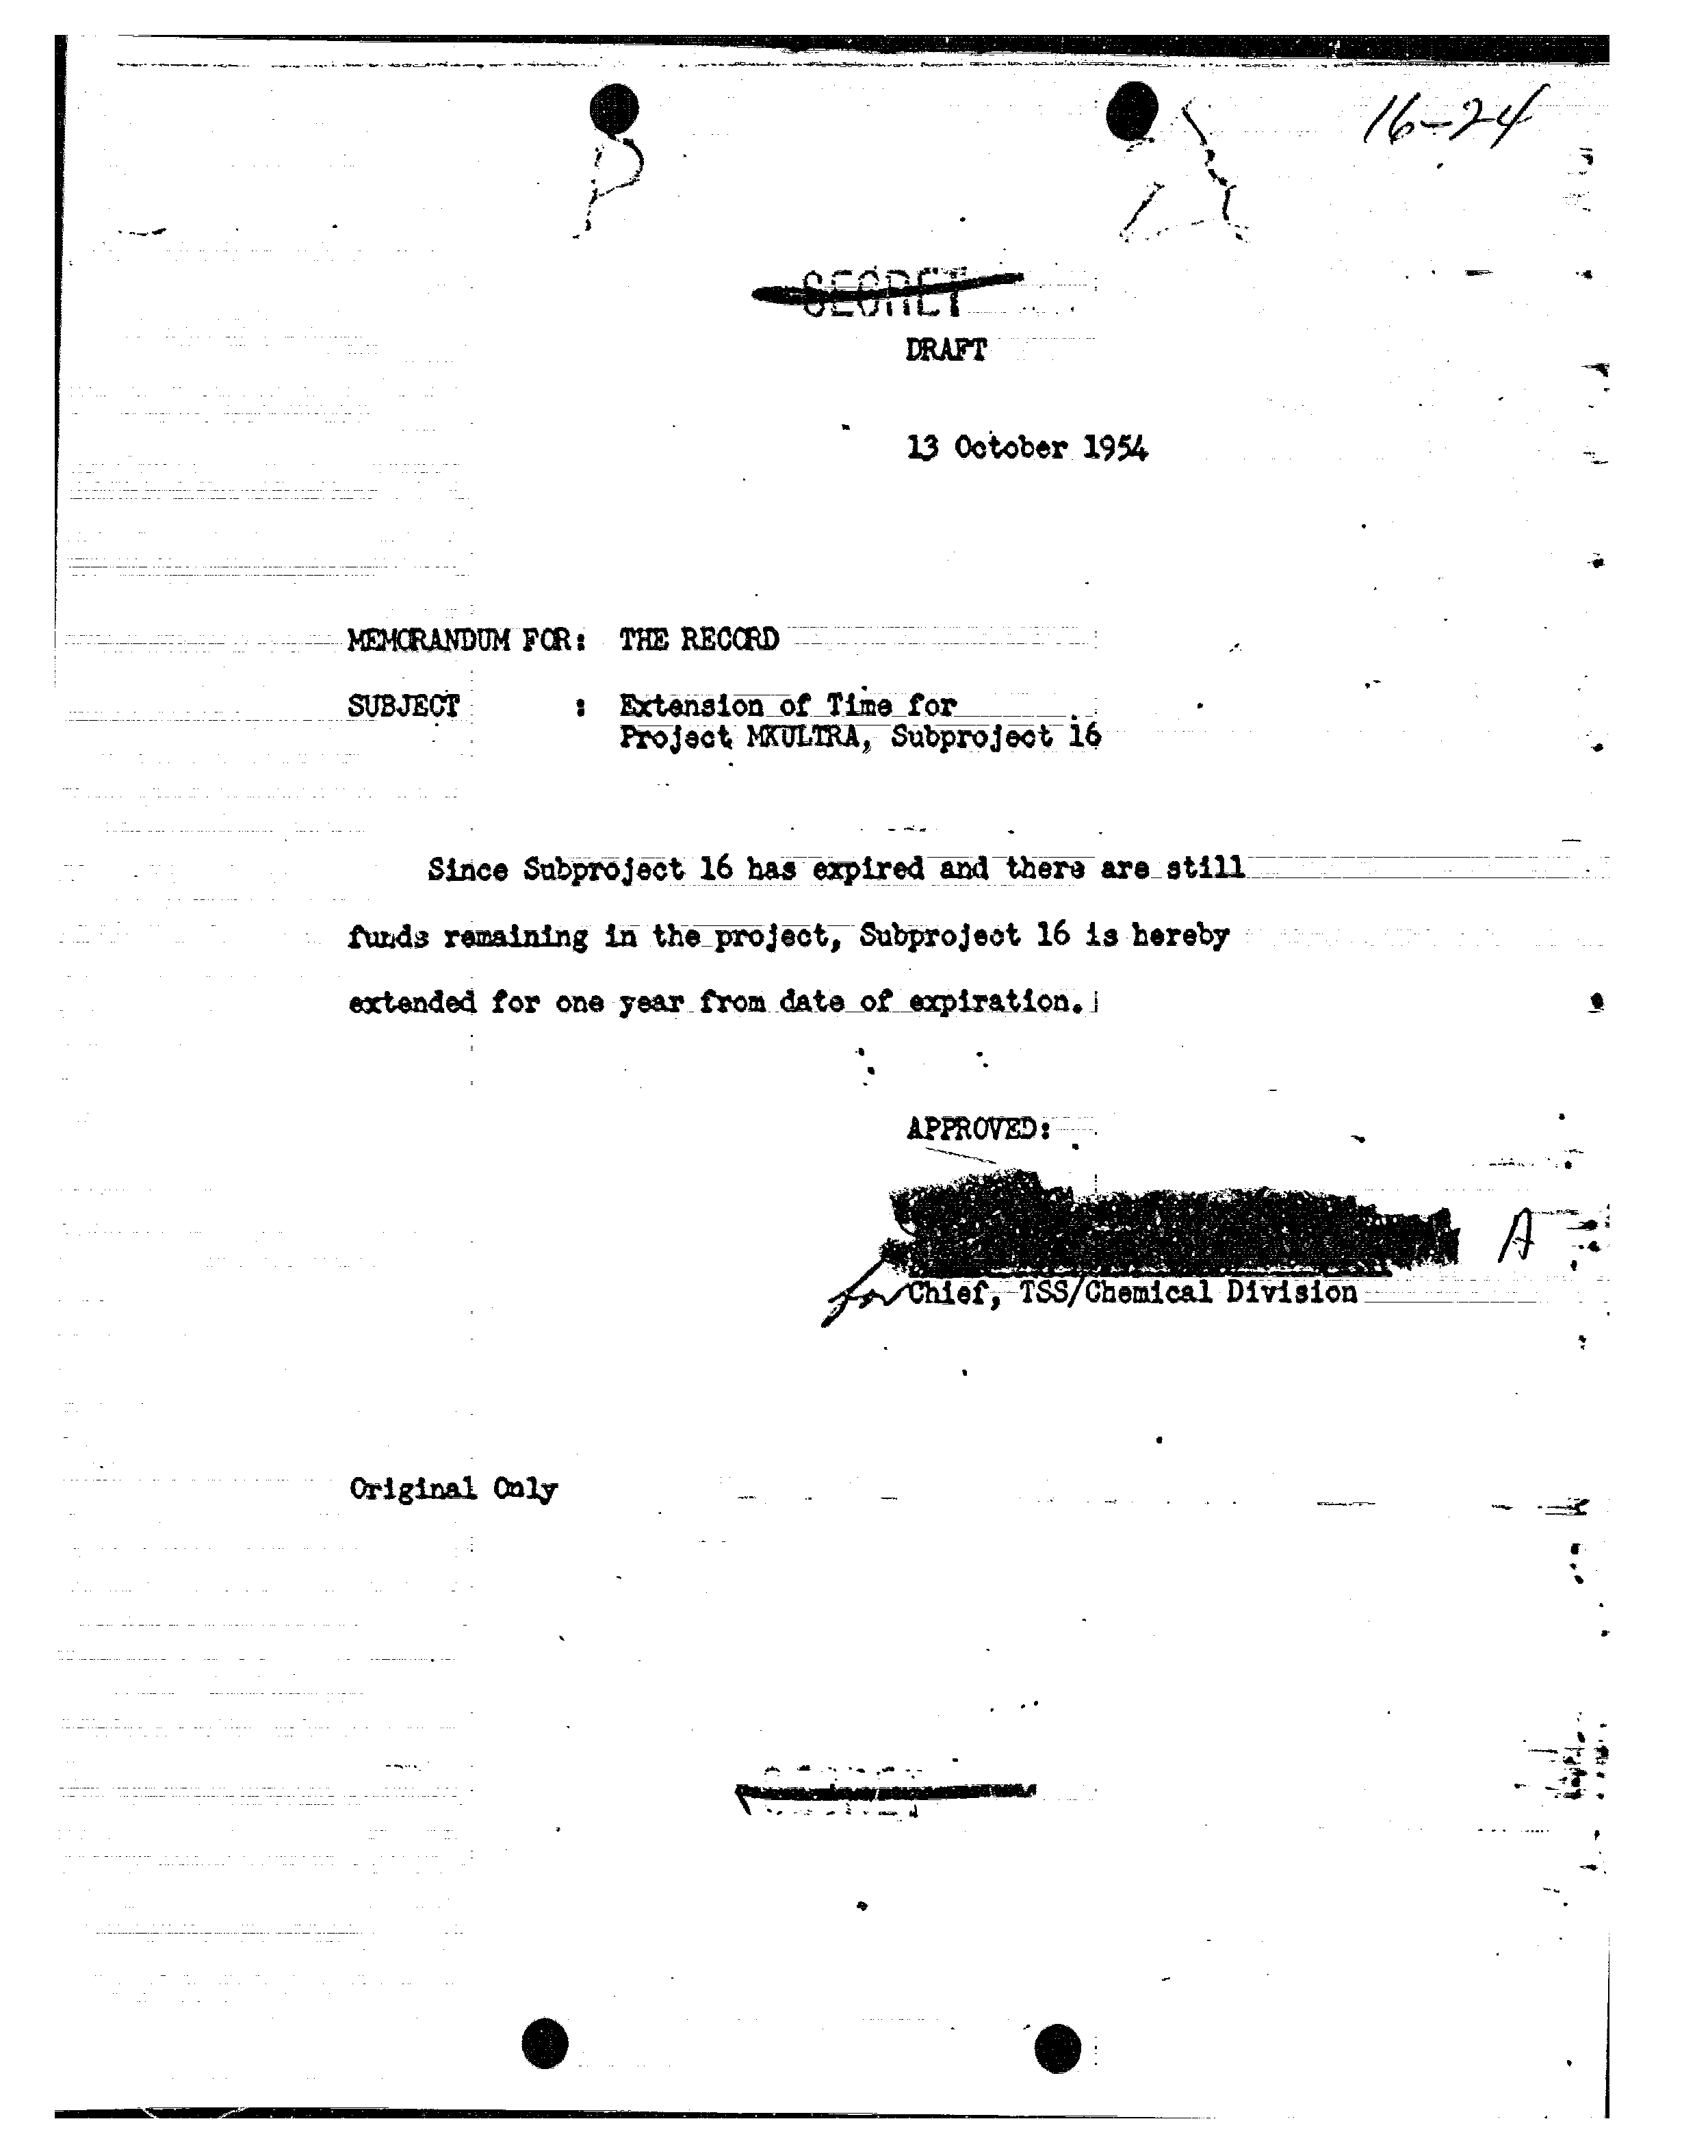 16-24
SECRET
DRAFT
13 October 1954
MEMORANDUM FOR: THE RECORD
SUBJECT : Extension of Time for
Project MKULTRA, Subproject 16
Since Subproject 16 has expired and there are still
funds remaining in the project, Subproject 16 is hereby
extended for one year from date of expiration.
APPROVED:
A
for Chief, TSS/Chemical Division
Original Only